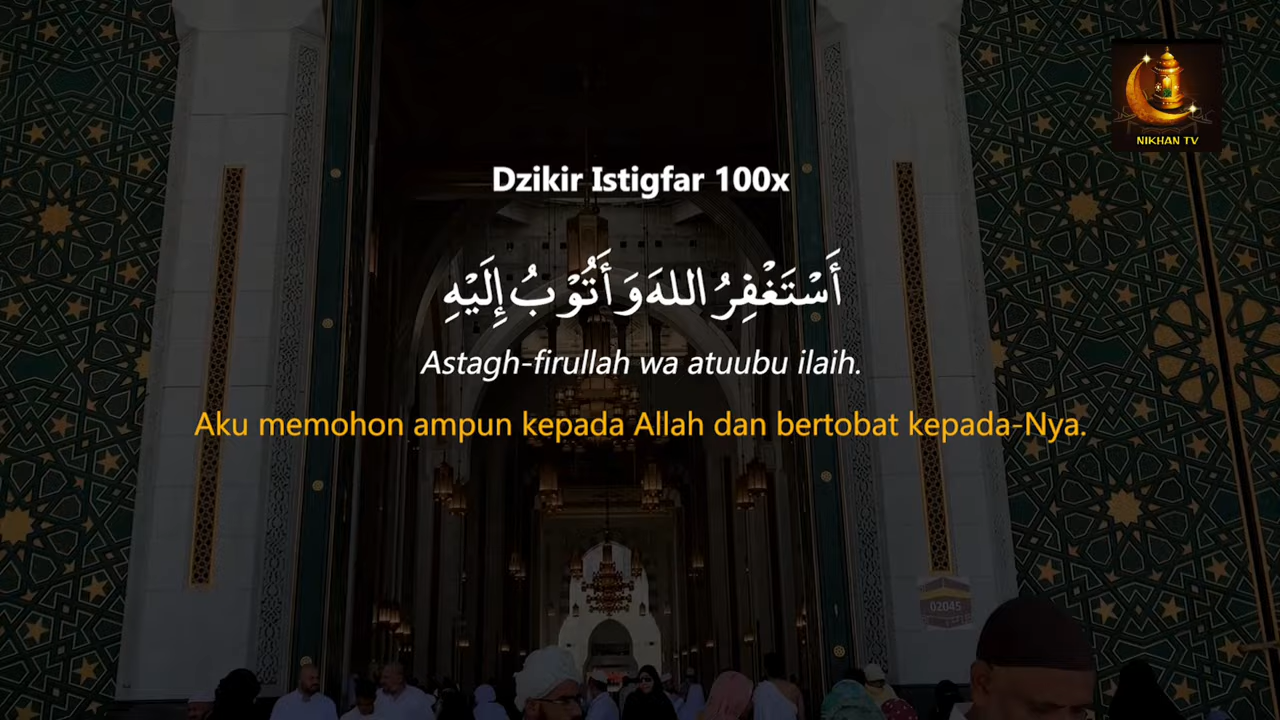 NIKHAN TV
Dzikir Istigfar 100x
أَسْتَغْفِرُ اللهَ وَ أَتُوْبُ إِلَيْهِ
Astagh-firullah wa atuubu ilaih.
Aku memohon ampun kepada Allah dan bertobat kepada-Nya.
02045